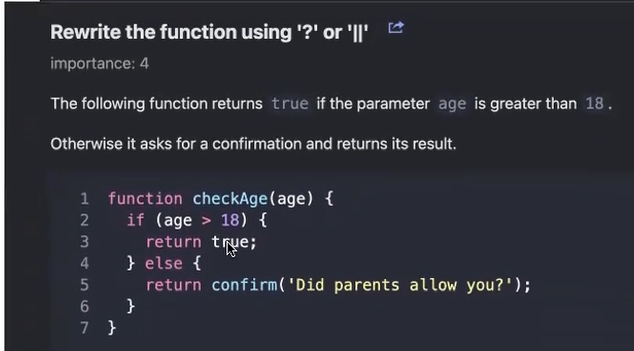 Rewrite the function using '?' or '||'
importance: 4
The following function returns true if the parameter age is greater than 18.
Otherwise it asks for a confirmation and returns its result.
1 function checkAge(age) {
2   if (age > 18) {
3     return true;
4   } else {
5     return confirm('Did parents allow you?');
6   }
7 }